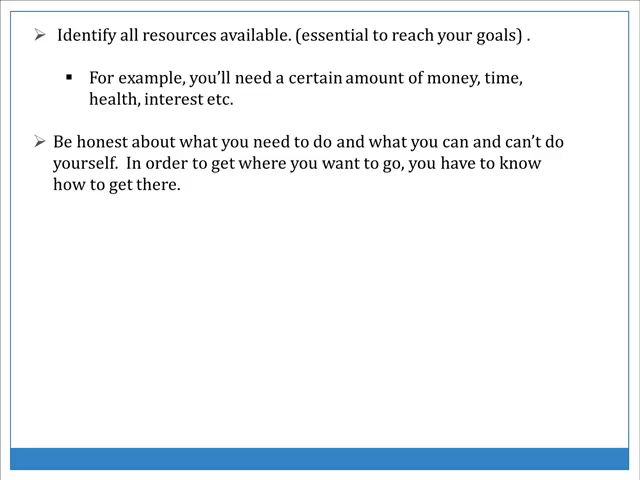 Identify all resources available. (essential to reach your goals) .
For example, you'll need a certain amount of money, time,
health, interest etc.
Be honest about what you need to do and what you can and can't do
yourself.  In order to get where you want to go, you have to know
how to get there.